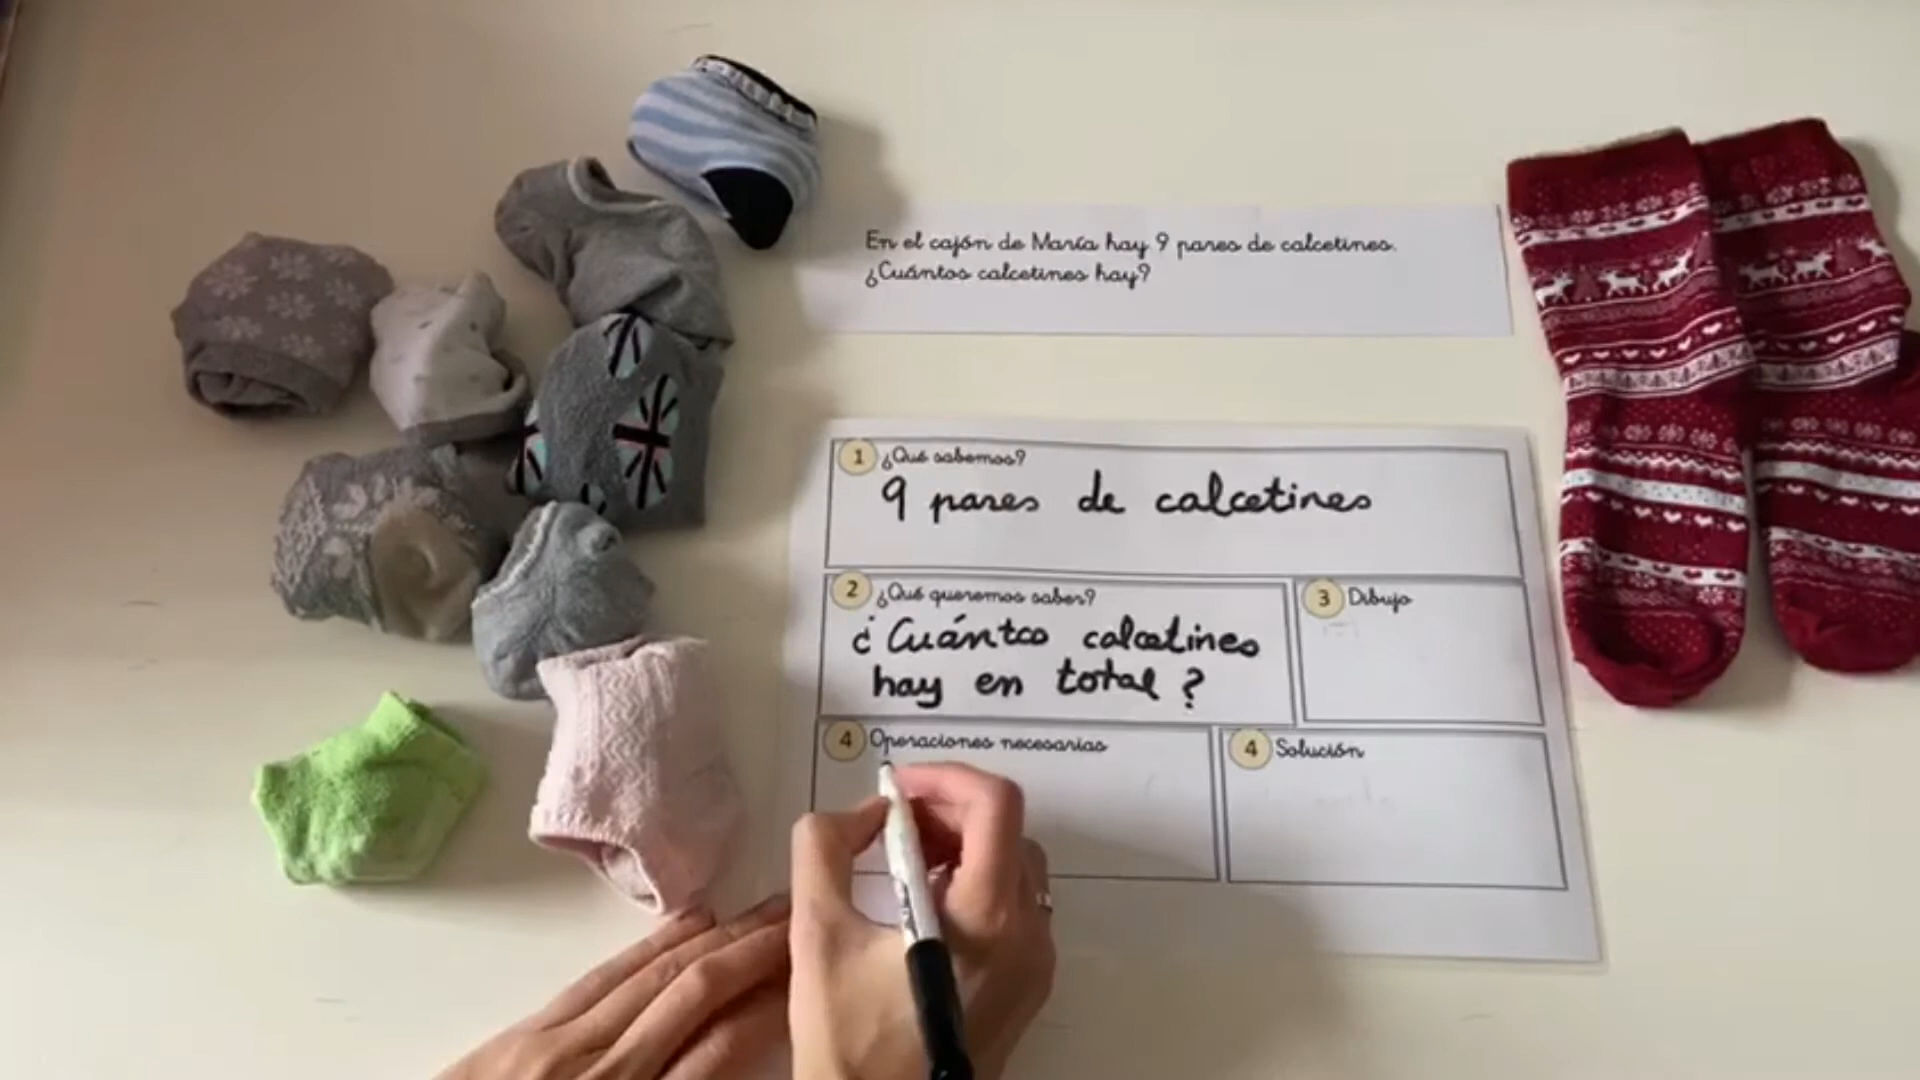 En el cajón de María hay 9 pares de calcetines.
¿Cuántos calcetines hay?
1 ¿Qué sabemos?
9 pares de calcetines
2 ¿Qué queremos saber?
¿Cuántos calcetines
hay en total?
3 Dibujo
4 Operaciones necesarias
4 Solución